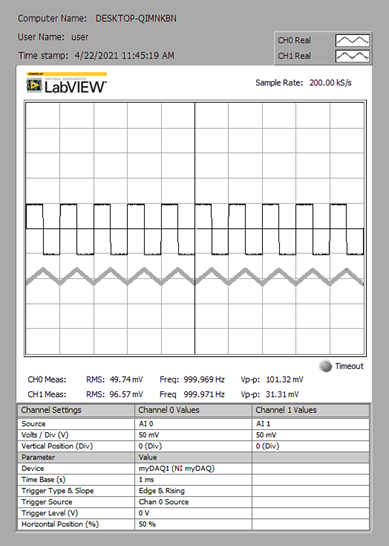 Computer Name: DESKTOP-QIMNKBN
User Name: user
Time stamp: 4/22/2021 11:45:19 AM
CH0 Real
CH1 Real
NATIONAL INSTRUMENTS
LabVIEW™
Sample Rate: 200.00 kS/s
Timeout
CH0 Meas: RMS: 49.74 mV Freq: 999.969 Hz Vp-p: 101.32 mV
CH1 Meas: RMS: 96.57 mV Freq 999.971 Hz Vp-p: 31.31 mV
Channel Settings Channel 0 Values Channel 1 Values
Source AI 0 AI 1
Volts / Div (V) 50 mV 50 mV
Vertical Position (Div) 0 (Div) 0 (Div)
Parameter Value
Device myDAQ1 (NI myDAQ)
Time Base (s) 1 ms
Trigger Type & Slope Edge & Rising
Trigger Source Chan 0 Source
Trigger Level (V) 0 V
Horizontal Position (%) 50 %